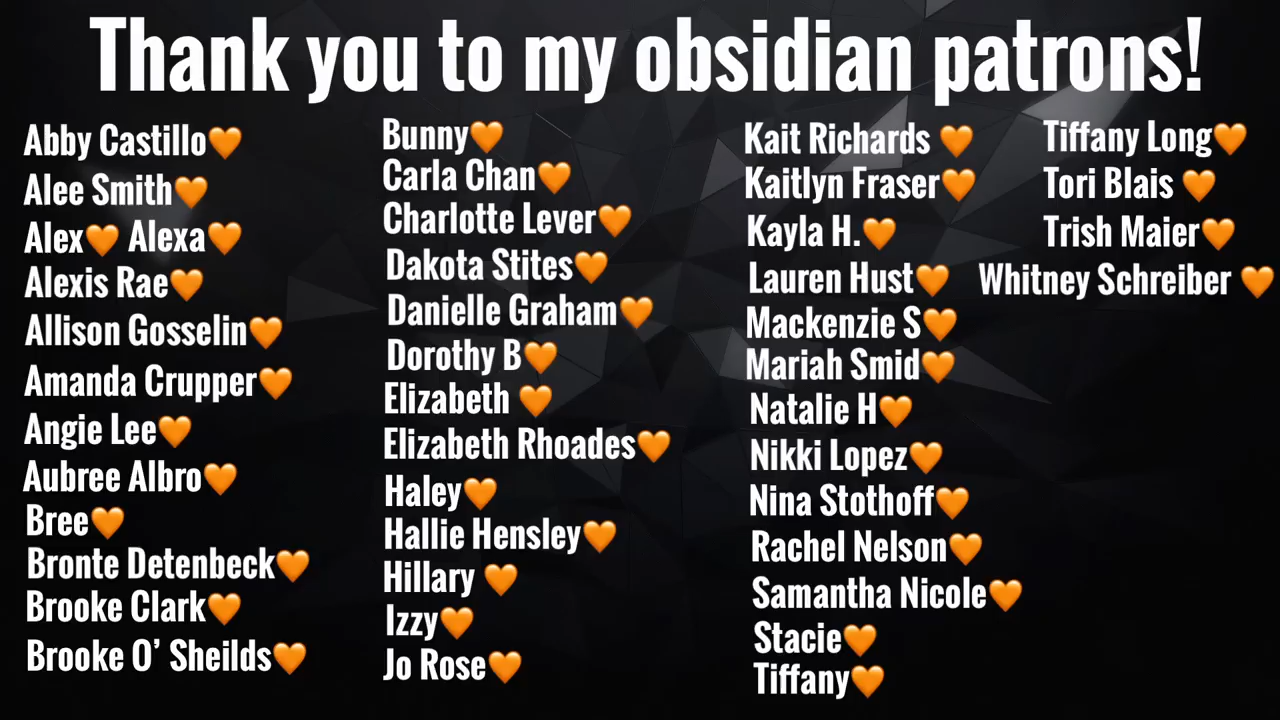 Thank you to my obsidian patrons!
Abby Castillo🧡
Alee Smith🧡
Alex🧡 Alexa🧡
Alexis Rae🧡
Allison Gosselin🧡
Amanda Crupper🧡
Angie Lee🧡
Aubree Albro🧡
Bree🧡
Bronte Detenbeck🧡
Brooke Clark🧡
Brooke O’ Sheilds🧡
Bunny🧡
Carla Chan🧡
Charlotte Lever🧡
Dakota Stites🧡
Danielle Graham🧡
Dorothy B🧡
Elizabeth 🧡
Elizabeth Rhoades🧡
Haley🧡
Hallie Hensley🧡
Hillary 🧡
Izzy🧡
Jo Rose🧡
Kait Richards 🧡
Kaitlyn Fraser🧡
Kayla H.🧡
Lauren Hust🧡
Mackenzie S🧡
Mariah Smid🧡
Natalie H🧡
Nikki Lopez🧡
Nina Stothoff🧡
Rachel Nelson🧡
Samantha Nicole🧡
Stacie🧡
Tiffany🧡
Tiffany Long🧡
Tori Blais 🧡
Trish Maier🧡
Whitney Schreiber 🧡